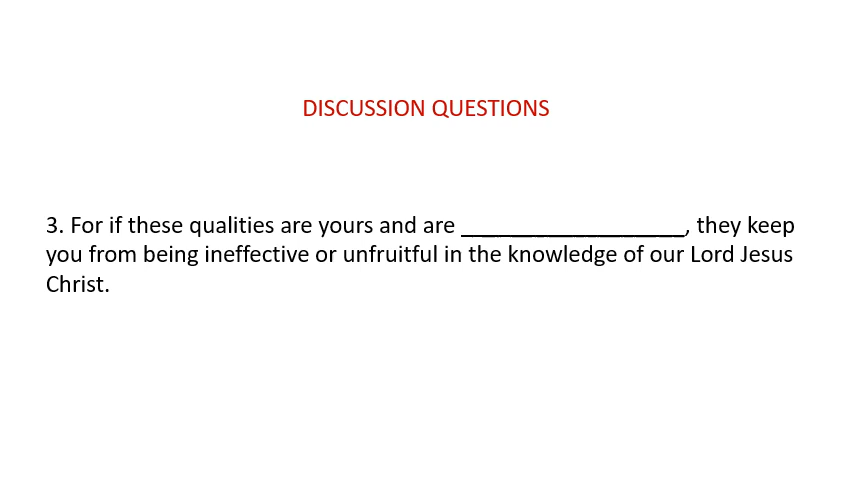 DISCUSSION QUESTIONS
3. For if these qualities are yours and are __________________, they keep
you from being ineffective or unfruitful in the knowledge of our Lord Jesus
Christ.